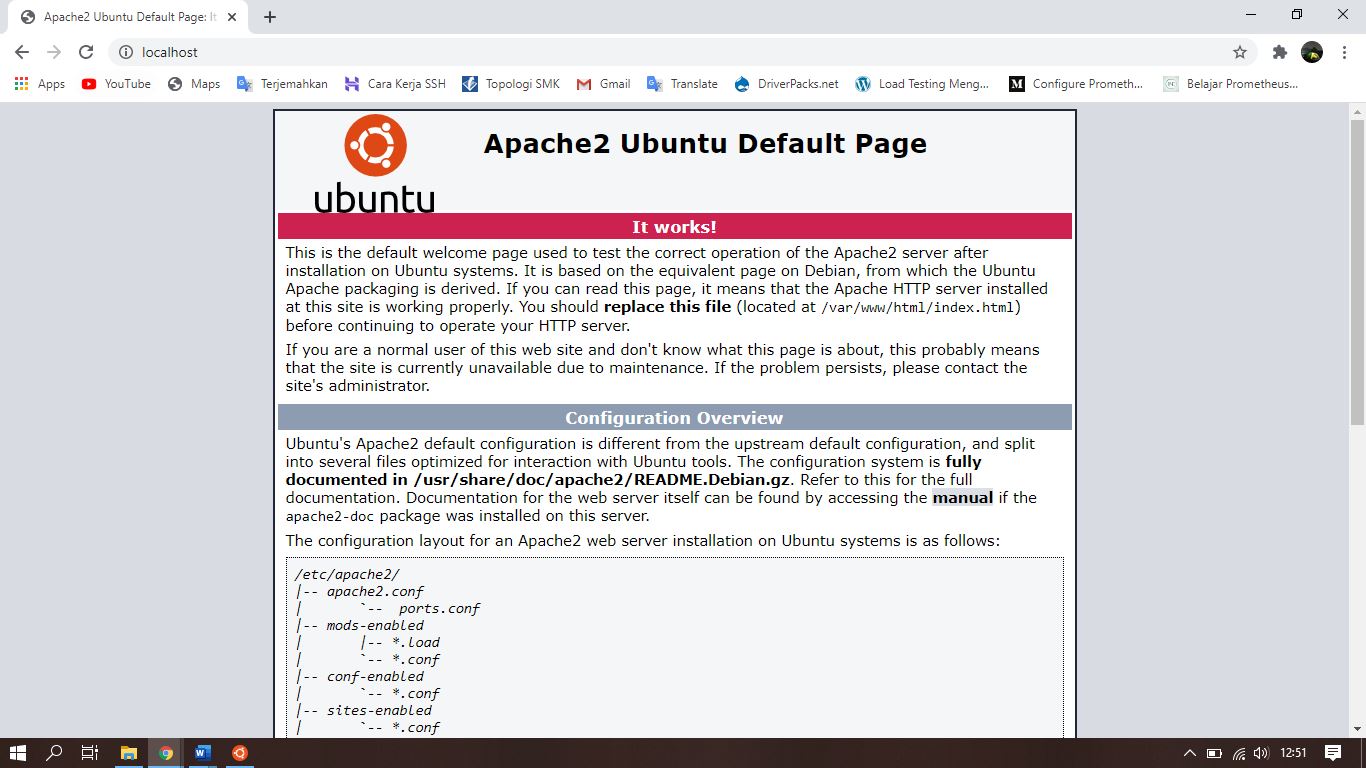 Apache2 Ubuntu Default Page: It
localhost
Apps
YouTube
Maps
Terjemahkan
Cara Kerja SSH
Topologi SMK
Gmail
Translate
DriverPacks.net
Load Testing Meng...
Configure Prometh...
Belajar Prometheus...
ubuntu
Apache2 Ubuntu Default Page
It works!
This is the default welcome page used to test the correct operation of the Apache2 server after
installation on Ubuntu systems. It is based on the equivalent page on Debian, from which the Ubuntu
Apache packaging is derived. If you can read this page, it means that the Apache HTTP server installed
at this site is working properly. You should replace this file (located at /var/www/html/index.html)
before continuing to operate your HTTP server.
If you are a normal user of this web site and don't know what this page is about, this probably means
that the site is currently unavailable due to maintenance. If the problem persists, please contact the
site's administrator.
Configuration Overview
Ubuntu's Apache2 default configuration is different from the upstream default configuration, and split
into several files optimized for interaction with Ubuntu tools. The configuration system is fully
documented in /usr/share/doc/apache2/README.Debian.gz. Refer to this for the full
documentation. Documentation for the web server itself can be found by accessing the manual if the
apache2-doc package was installed on this server.
The configuration layout for an Apache2 web server installation on Ubuntu systems is as follows:
/etc/apache2/
|-- apache2.conf
|       `--  ports.conf
|-- mods-enabled
|       |-- *.load
|       `-- *.conf
|-- conf-enabled
|       `-- *.conf
|-- sites-enabled
|       `-- *.conf
12:51